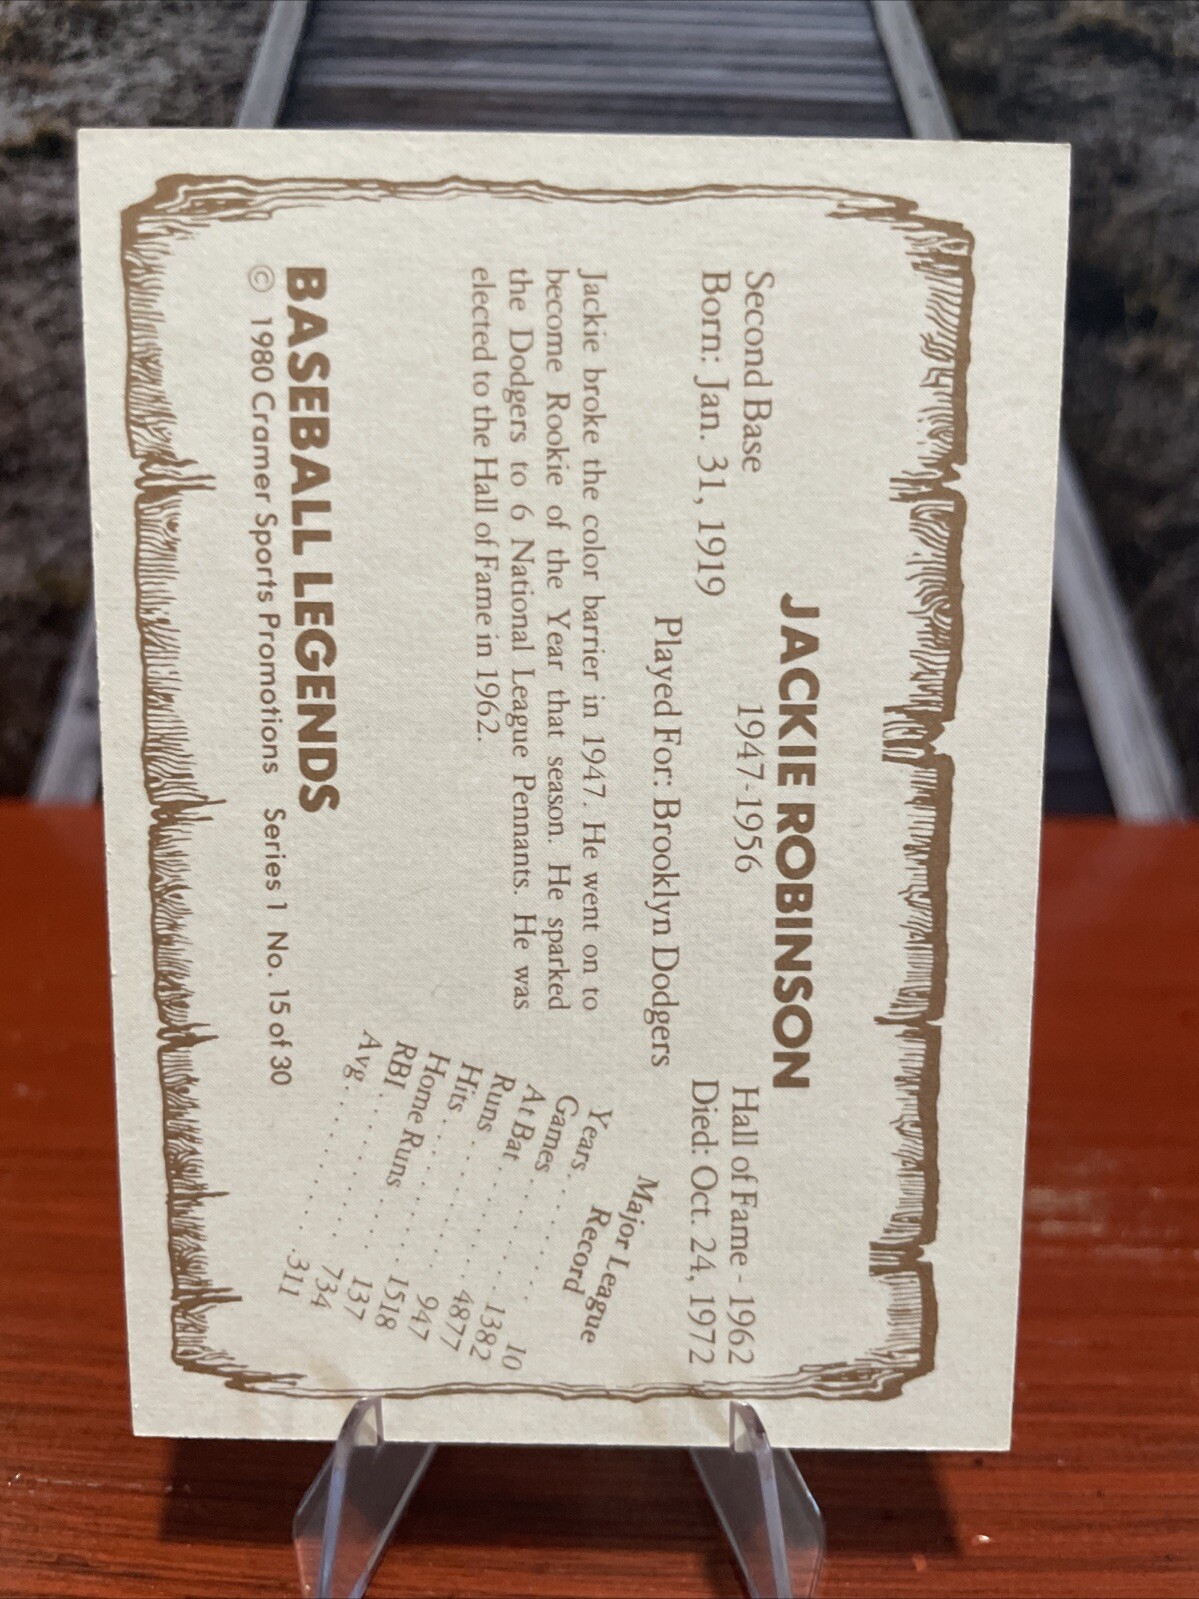 JACKIE ROBINSON
Second Base 1947-1956 Hall of Fame - 1962
Born: Jan. 31, 1919 Died: Oct. 24, 1972
Played For: Brooklyn Dodgers
Jackie broke the color barrier in 1947. He went on to
become Rookie of the Year that season. He sparked
the Dodgers to 6 National League Pennants. He was
elected to the Hall of Fame in 1962.
Major League
Record
Years . . . . . . . . 10
Games . . . . . . . 1382
At Bat . . . . . . . 4877
Runs . . . . . . . . 947
Hits . . . . . . . . 1518
Home Runs . . . . 137
RBI . . . . . . . . . 734
Avg. . . . . . . . . .311
BASEBALL LEGENDS
© 1980 Cramer Sports Promotions Series 1 No. 15 of 30